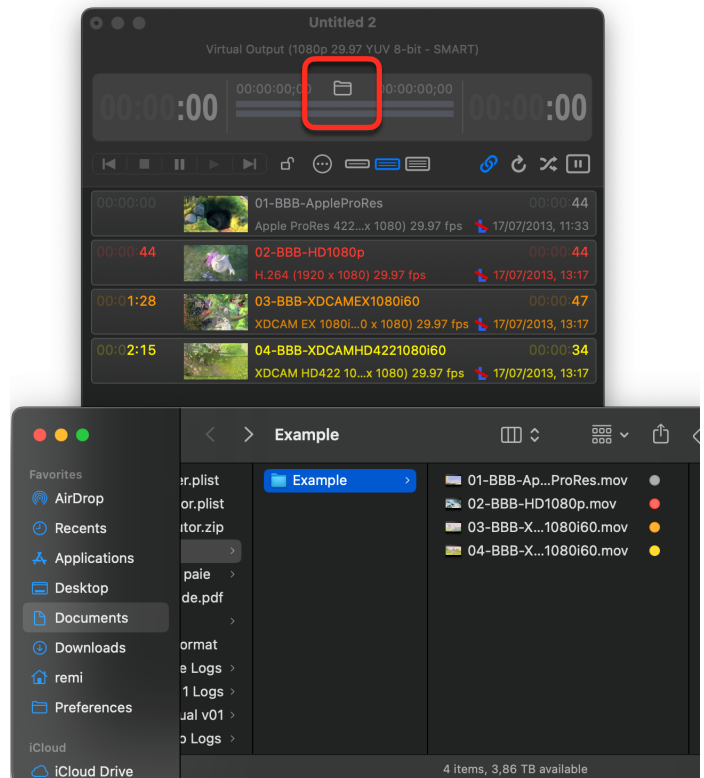 Untitled 2
Virtual Output (1080p 29.97 YUV 8-bit - SMART)
00:00:00;00 00:00:00;00
00:00:00 00:00:00
00:00:00 01-BBB-AppleProRes 00:00:44
Apple ProRes 422...x 1080) 29.97 fps 17/07/2013, 11:33
00:00:44 02-BBB-HD1080p 00:00:44
H.264 (1920 x 1080) 29.97 fps 17/07/2013, 13:17
00:01:28 03-BBB-XDCAMEX1080i60 00:00:47
XDCAM EX 1080i...0 x 1080) 29.97 fps 17/07/2013, 13:17
00:02:15 04-BBB-XDCAMHD4221080i60 00:00:34
XDCAM HD422 10...x 1080) 29.97 fps 17/07/2013, 13:17
Example
Favorites
AirDrop
Recents
Applications
Desktop
Documents
Downloads
remi
Preferences
iCloud
iCloud Drive
er.plist
or.plist
utor.zip
paie
de.pdf
ormat
e Logs
1 Logs
ual v01
o Logs
Example
01-BBB-Ap...ProRes.mov
02-BBB-HD1080p.mov
03-BBB-X...1080i60.mov
04-BBB-X...1080i60.mov
4 items, 3,86 TB available